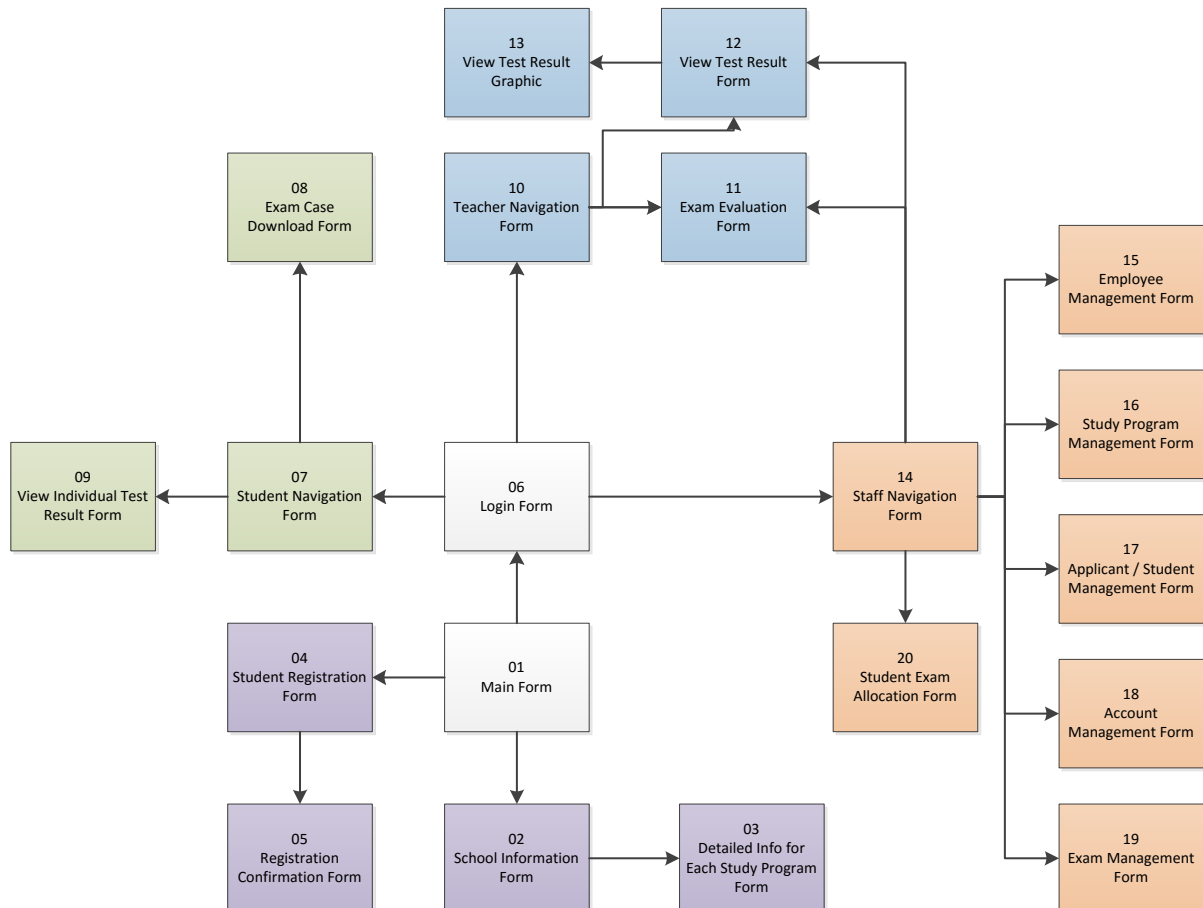 13
View Test Result
Graphic
12
View Test Result
Form
08
Exam Case
Download Form
10
Teacher Navigation
Form
11
Exam Evaluation
Form
15
Employee
Management Form
16
Study Program
Management Form
09
View Individual Test
Result Form
07
Student Navigation
Form
06
Login Form
14
Staff Navigation
Form
17
Applicant / Student
Management Form
04
Student Registration
Form
01
Main Form
20
Student Exam
Allocation Form
18
Account
Management Form
05
Registration
Confirmation Form
02
School Information
Form
03
Detailed Info for
Each Study Program
Form
19
Exam Management
Form